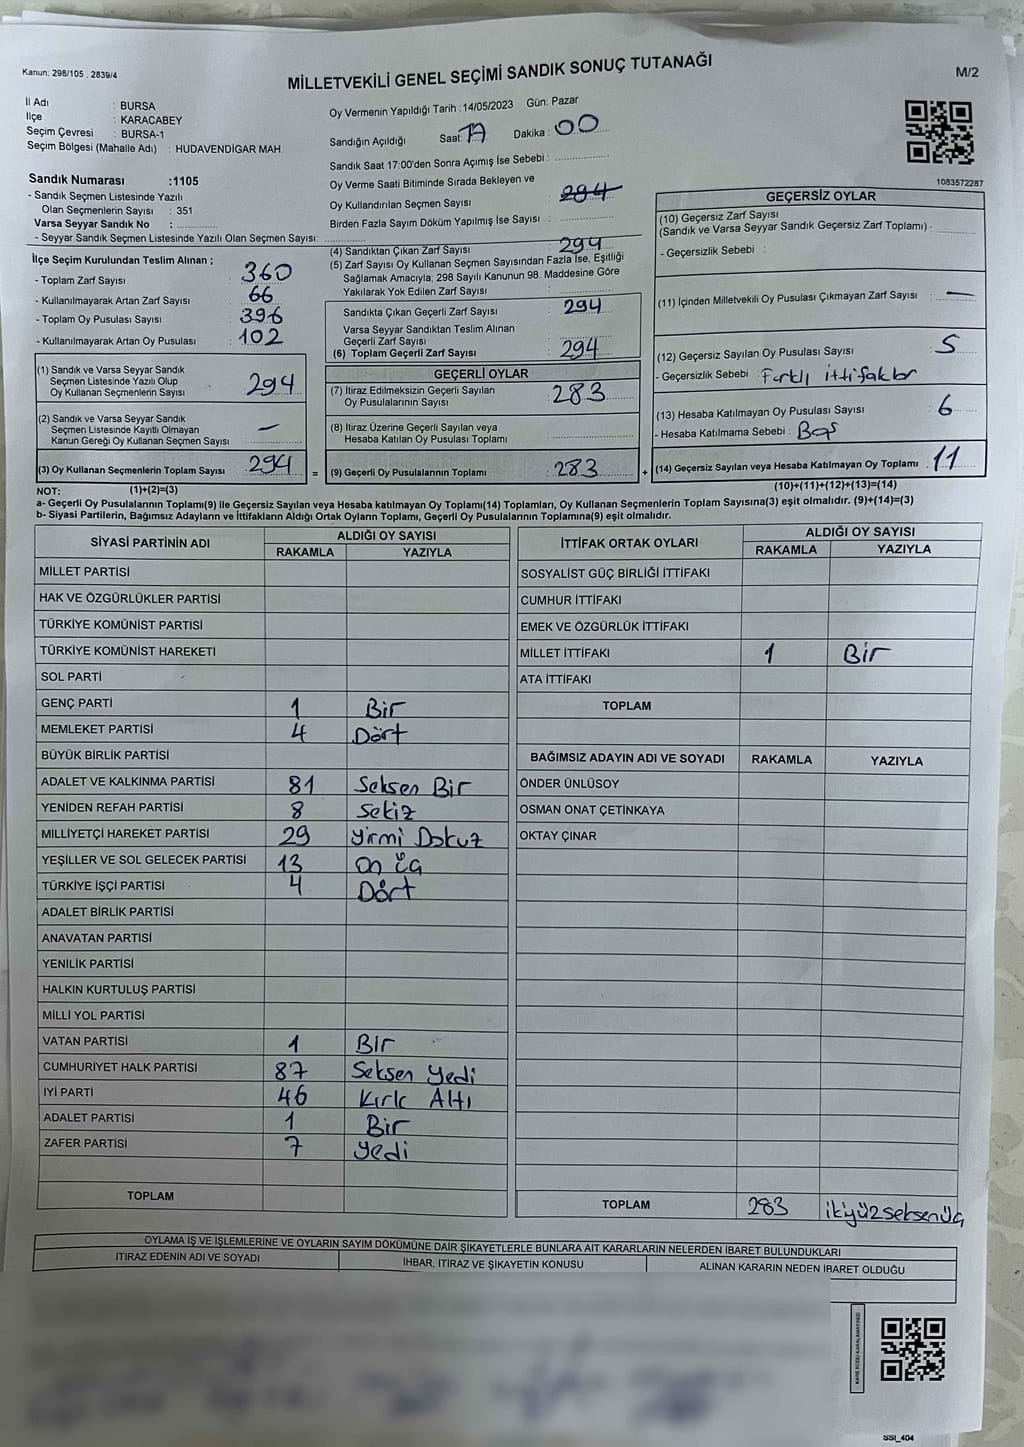 Kanun: 298/105 , 2839/4
MİLLETVEKİLİ GENEL SEÇİMİ SANDIK SONUÇ TUTANAĞI
M/2
İl Adı : BURSA
İlçe : KARACABEY
Seçim Çevresi : BURSA-1
Seçim Bölgesi (Mahalle Adı) : HUDAVENDİGAR MAH.
Oy Vermenin Yapıldığı Tarih : 14/05/2023 Gün: Pazar
Sandığın Açıldığı Saat: 17 Dakika : 00
Sandık Saat 17:00'den Sonra Açımış İse Sebebi :
Oy Verme Saati Bitiminde Sırada Bekleyen ve
Oy Kullandırılan Seçmen Sayısı : 294
Birden Fazla Sayım Döküm Yapılmış İse Sayısı :
1083572287
Sandık Numarası :1105
- Sandık Seçmen Listesinde Yazılı
Olan Seçmenlerin Sayısı : 351
Varsa Seyyar Sandık No :
- Seyyar Sandık Seçmen Listesinde Yazılı Olan Seçmen Sayısı:
İlçe Seçim Kurulundan Teslim Alınan ;
- Toplam Zarf Sayısı : 360
- Kullanılmayarak Artan Zarf Sayısı : 66
- Toplam Oy Pusulası Sayısı : 396
- Kullanılmayarak Artan Oy Pusulası : 102
(1) Sandık ve Varsa Seyyar Sandık
Seçmen Listesinde Yazılı Olup
Oy Kullanan Seçmenlerin Sayısı : 294
(2) Sandık ve Varsa Seyyar Sandık
Seçmen Listesinde Kayıtlı Olmayan
Kanun Gereği Oy Kullanan Seçmen Sayısı : —
(3) Oy Kullanan Seçmenlerin Toplam Sayısı : 294
(4) Sandıktan Çıkan Zarf Sayısı : 294
(5) Zarf Sayısı Oy Kullanan Seçmen Sayısından Fazla İse, Eşitliği
Sağlamak Amacıyla; 298 Sayılı Kanunun 98. Maddesine Göre
Yakılarak Yok Edilen Zarf Sayısı :
Sandıkta Çıkan Geçerli Zarf Sayısı : 294
Varsa Seyyar Sandıktan Teslim Alınan
Geçerli Zarf Sayısı :
(6) Toplam Geçerli Zarf Sayısı : 294
GEÇERLİ OYLAR
(7) İtiraz Edilmeksizin Geçerli Sayılan
Oy Pusulalarının Sayısı : 283
(8) İtiraz Üzerine Geçerli Sayılan veya
Hesaba Katılan Oy Pusulası Toplamı :
= (9) Geçerli Oy Pusulalarının Toplamı : 283
GEÇERSİZ OYLAR
(10) Geçersiz Zarf Sayısı
(Sandık ve Varsa Seyyar Sandık Geçersiz Zarf Toplamı) :
- Geçersizlik Sebebi :
(11) İçinden Milletvekili Oy Pusulası Çıkmayan Zarf Sayısı : —
(12) Geçersiz Sayılan Oy Pusulası Sayısı : 5
- Geçersizlik Sebebi : Farklı ittifaklar
(13) Hesaba Katılmayan Oy Pusulası Sayısı : 6
- Hesaba Katılmama Sebebi : Boş
+ (14) Geçersiz Sayılan veya Hesaba Katılmayan Oy Toplamı : 11
NOT: (1)+(2)=(3)
(10)+(11)+(12)+(13)=(14)
a- Geçerli Oy Pusulalarının Toplamı(9) ile Geçersiz Sayılan veya Hesaba katılmayan Oy Toplamı(14) Toplamları, Oy Kullanan Seçmenlerin Toplam Sayısına(3) eşit olmalıdır. (9)+(14)=(3)
b- Siyasi Partilerin, Bağımsız Adayların ve İttifakların Aldığı Ortak Oyların Toplamı, Geçerli Oy Pusulalarının Toplamına(9) eşit olmalıdır.
SİYASİ PARTİNİN ADI ALDIĞI OY SAYISI
RAKAMLA YAZIYLA
MİLLET PARTİSİ
HAK VE ÖZGÜRLÜKLER PARTİSİ
TÜRKİYE KOMÜNİST PARTİSİ
TÜRKİYE KOMÜNİST HAREKETİ
SOL PARTİ
GENÇ PARTİ 1 Bir
MEMLEKET PARTİSİ 4 Dört
BÜYÜK BİRLİK PARTİSİ
ADALET VE KALKINMA PARTİSİ 81 Seksen Bir
YENİDEN REFAH PARTİSİ 8 Sekiz
MİLLİYETÇİ HAREKET PARTİSİ 29 Yirmi Dokuz
YEŞİLLER VE SOL GELECEK PARTİSİ 13 On Üç
TÜRKİYE İŞÇİ PARTİSİ 4 Dört
ADALET BİRLİK PARTİSİ
ANAVATAN PARTİSİ
YENİLİK PARTİSİ
HALKIN KURTULUŞ PARTİSİ
MİLLİ YOL PARTİSİ
VATAN PARTİSİ 1 Bir
CUMHURİYET HALK PARTİSİ 87 Seksen Yedi
İYİ PARTİ 46 Kırk Altı
ADALET PARTİSİ 1 Bir
ZAFER PARTİSİ 7 Yedi
TOPLAM
İTTİFAK ORTAK OYLARI ALDIĞI OY SAYISI
RAKAMLA YAZIYLA
SOSYALİST GÜÇ BİRLİĞİ İTTİFAKI
CUMHUR İTTİFAKI
EMEK VE ÖZGÜRLÜK İTTİFAKI
MİLLET İTTİFAKI 1 Bir
ATA İTTİFAKI
TOPLAM
BAĞIMSIZ ADAYIN ADI VE SOYADI RAKAMLA YAZIYLA
ÖNDER ÜNLÜSOY
OSMAN ONAT ÇETİNKAYA
OKTAY ÇINAR
TOPLAM 283 ikiyüzseksenüç
OYLAMA İŞ VE İŞLEMLERİNE VE OYLARIN SAYIM DÖKÜMÜNE DAİR ŞİKAYETLERLE BUNLARA AİT KARARLARIN NELERDEN İBARET BULUNDUKLARI
İTİRAZ EDENİN ADI VE SOYADI İHBAR, İTİRAZ VE ŞİKAYETİN KONUSU ALINAN KARARIN NEDEN İBARET OLDUĞU
KARE KODU KARALAMAYINIZ!
SSİ_404